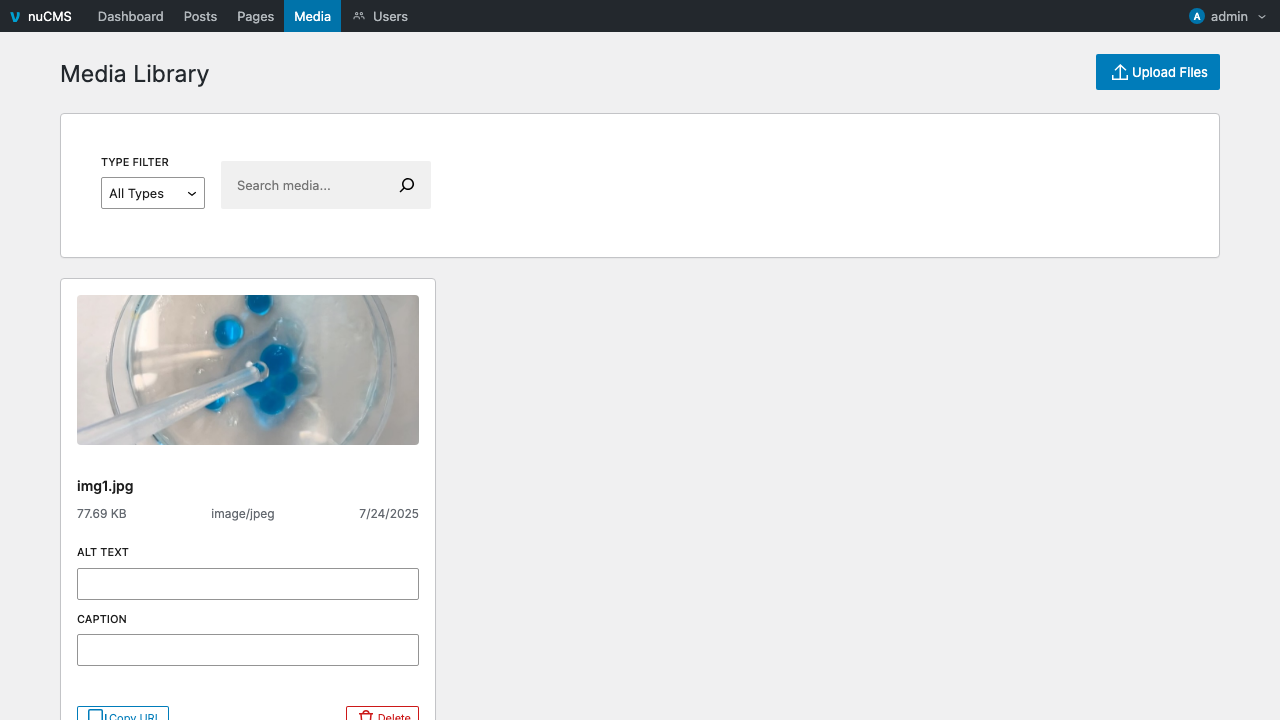 nuCMS Dashboard Posts Pages Media Users A admin
Media Library
Upload Files
TYPE FILTER
All Types
Search media...
img1.jpg
77.69 KB image/jpeg 7/24/2025
ALT TEXT
CAPTION
Copy URL Delete